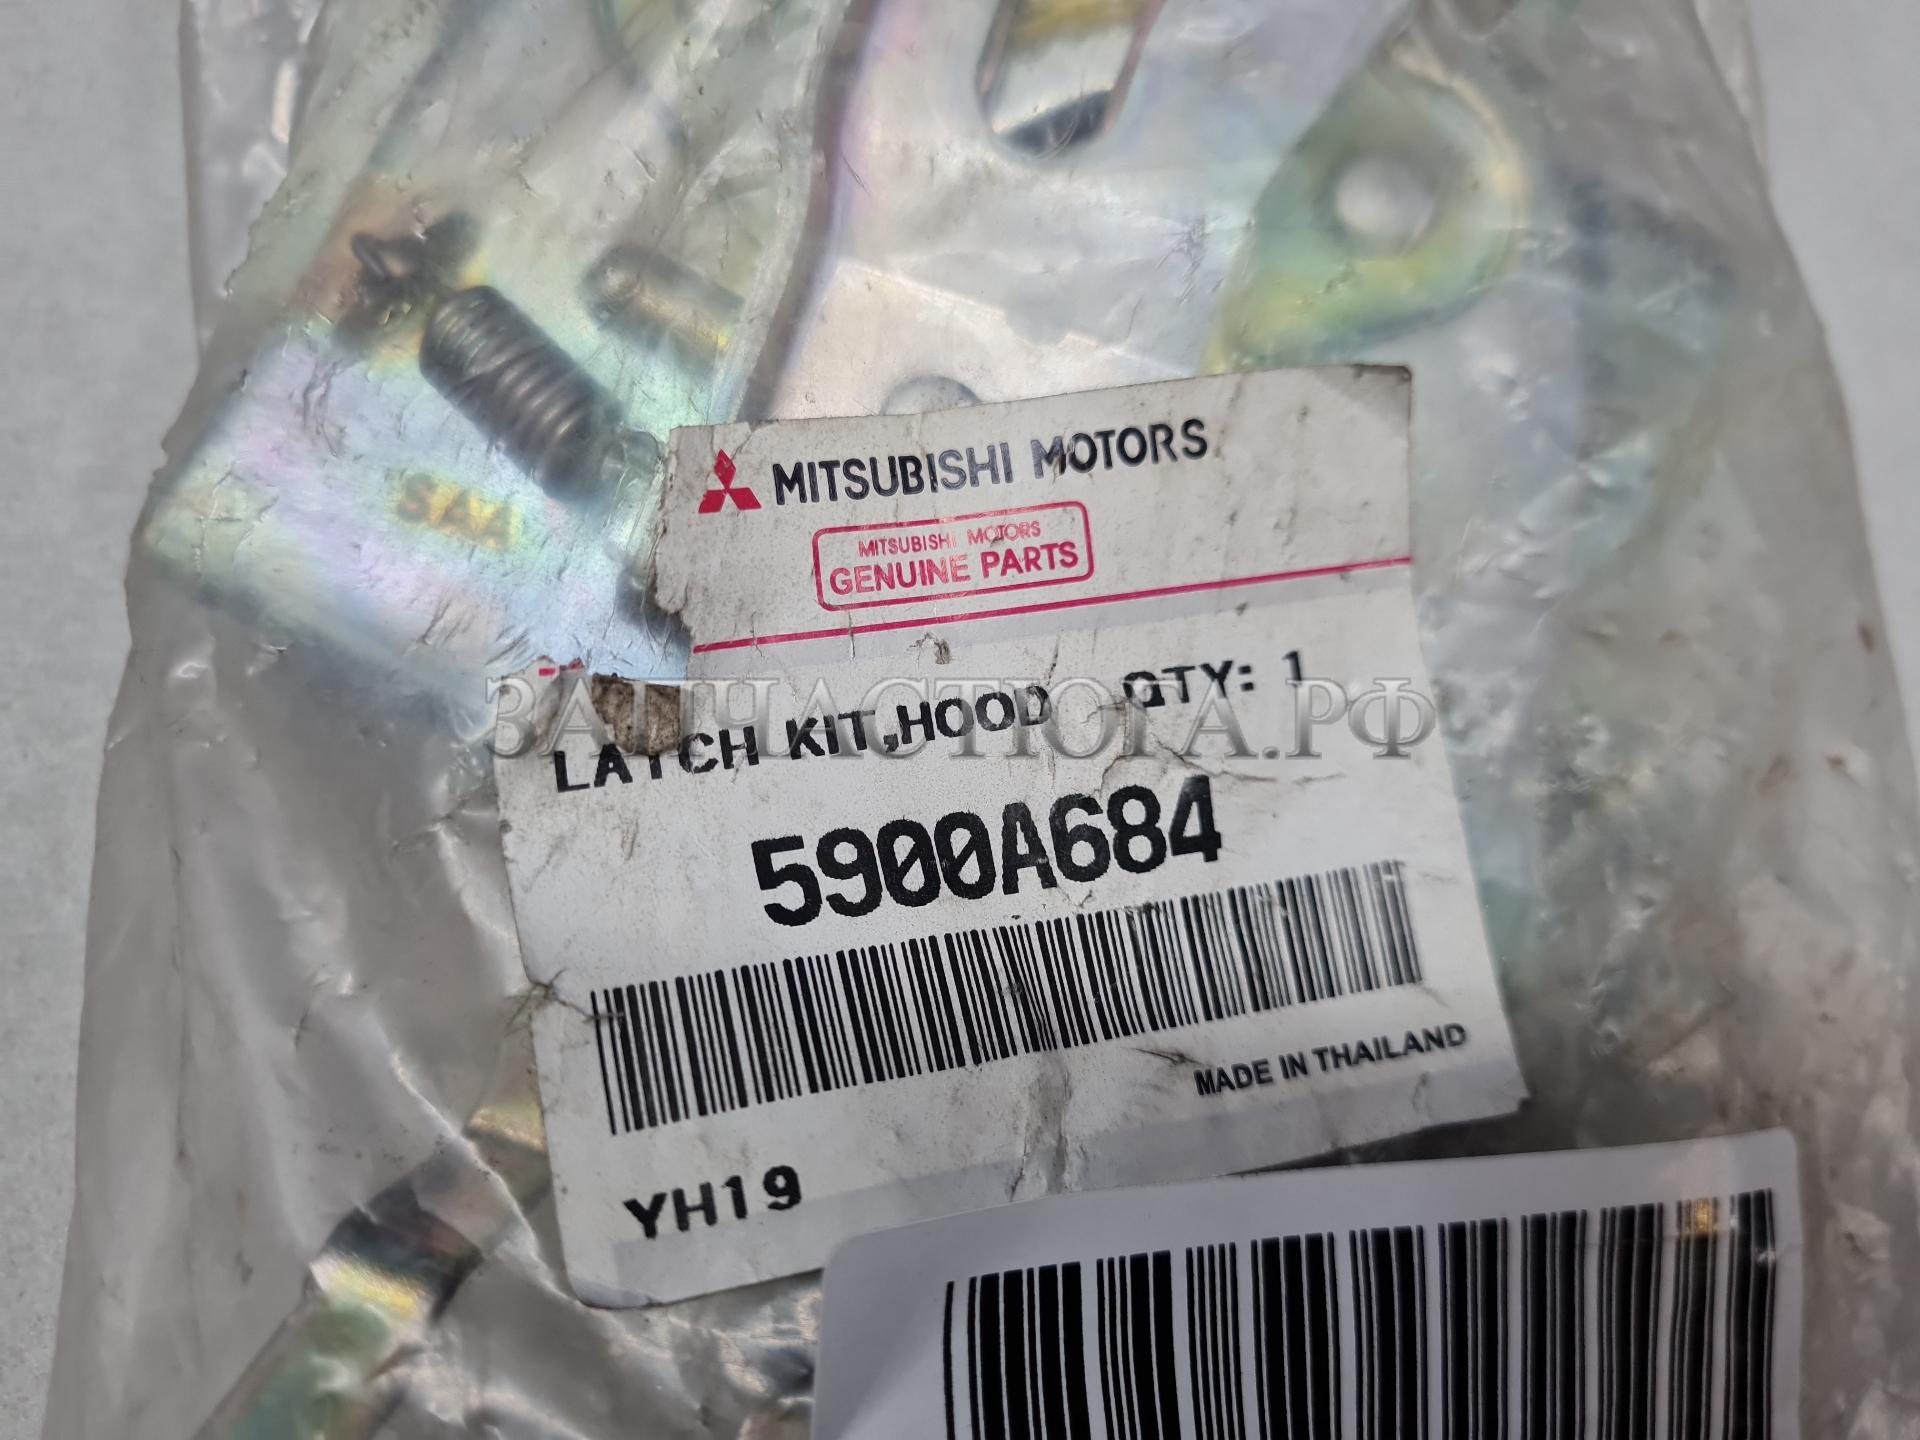 MITSUBISHI MOTORS
MITSUBISHI MOTORS
GENUINE PARTS
ЗАПЧАСТЮГА.РФ
LATCH KIT,HOOD QTY: 1
5900A684
MADE IN THAILAND
YH19